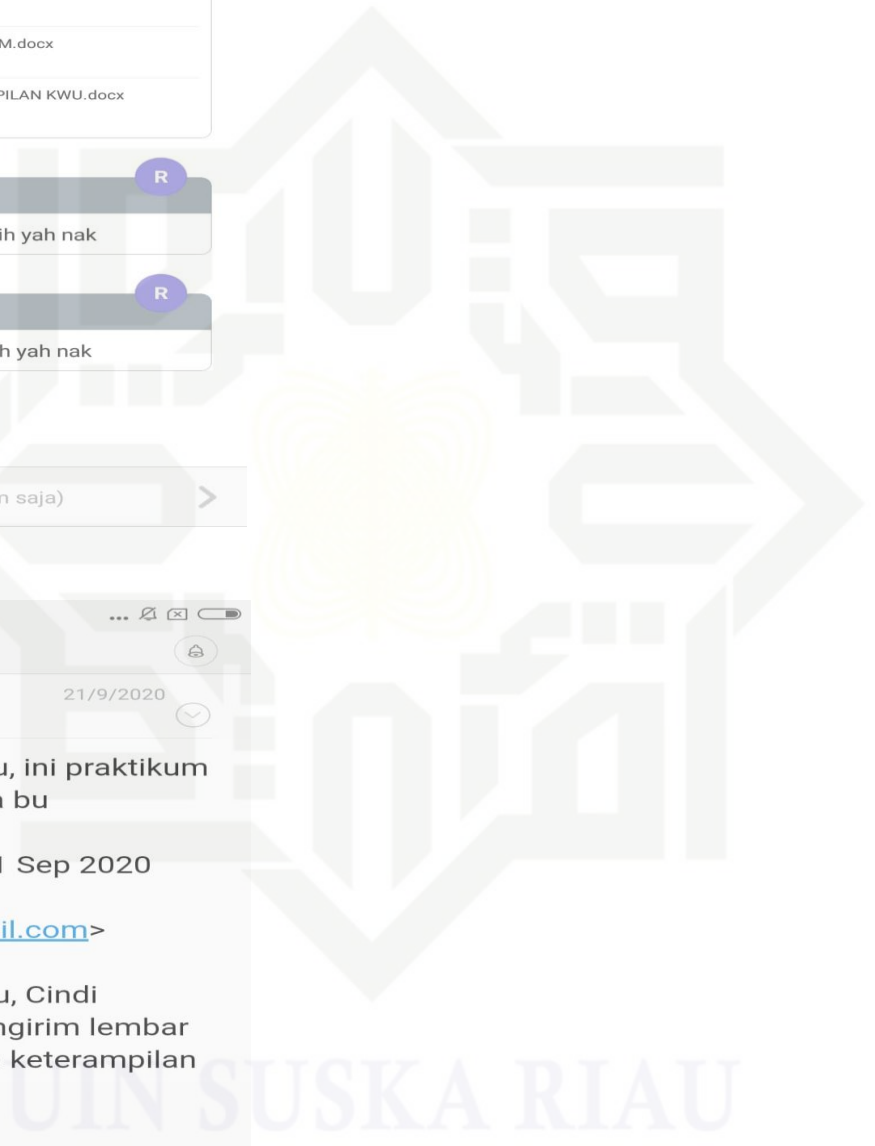 M.docx
PILAN KWU.docx
R
ih yah nak
R
h yah nak
n saja)
21/9/2020
u, ini praktikum
bu
Sep 2020
il.com>
u, Cindi
ngirim lembar
keterampilan
UIN SUSKA RIAU